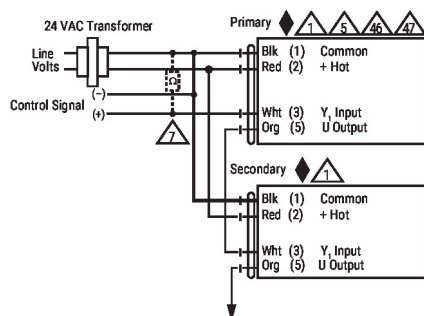 24 VAC Transformer
Primary 1 5 46 47
Line
Volts
Blk (1) Common
Red (2) + Hot
Ω
(–)
Control Signal (+)
Wht (3) Y₁ Input
Org (5) U Output
7
Secondary 1
Blk (1) Common
Red (2) + Hot
Wht (3) Y₁ Input
Org (5) U Output